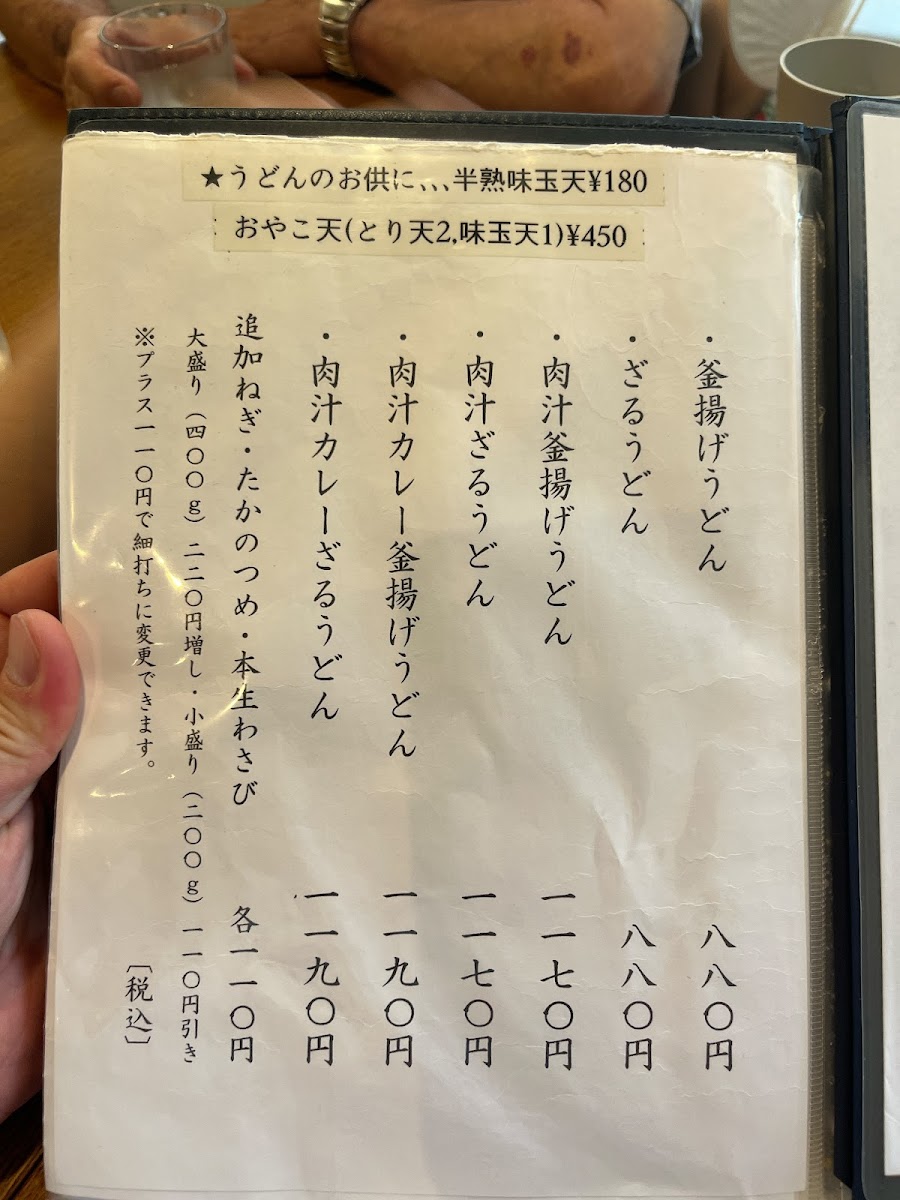 ★うどんのお供に、、、半熟味玉天¥180
おやこ天(とり天2,味玉天1)¥450
・釜揚げうどん 八八〇円
・ざるうどん 八八〇円
・肉汁釜揚げうどん 一一七〇円
・肉汁ざるうどん 一一七〇円
・肉汁カレー釜揚げうどん 一一九〇円
・肉汁カレーざるうどん 一一九〇円
追加ねぎ・たかのつめ・本生わさび 各一一〇円
大盛り（四〇〇g）二二〇円増し・小盛り（二〇〇g）一一〇円引き
※プラス一一〇円で細打ちに変更できます。 〔税込〕